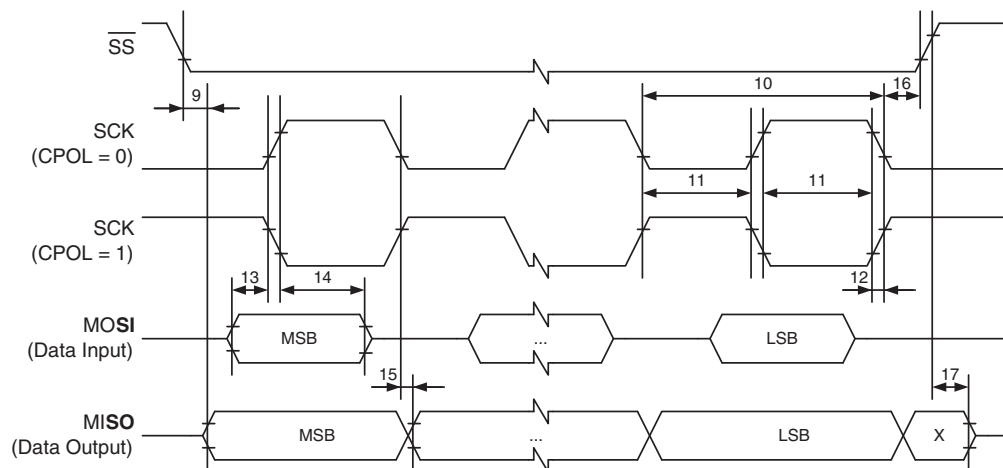 SS
9
10
16
SCK
(CPOL = 0)
11
11
SCK
(CPOL = 1)
13
14
12
MOSI
(Data Input)
MSB
...
LSB
15
17
MISO
(Data Output)
MSB
...
LSB
X